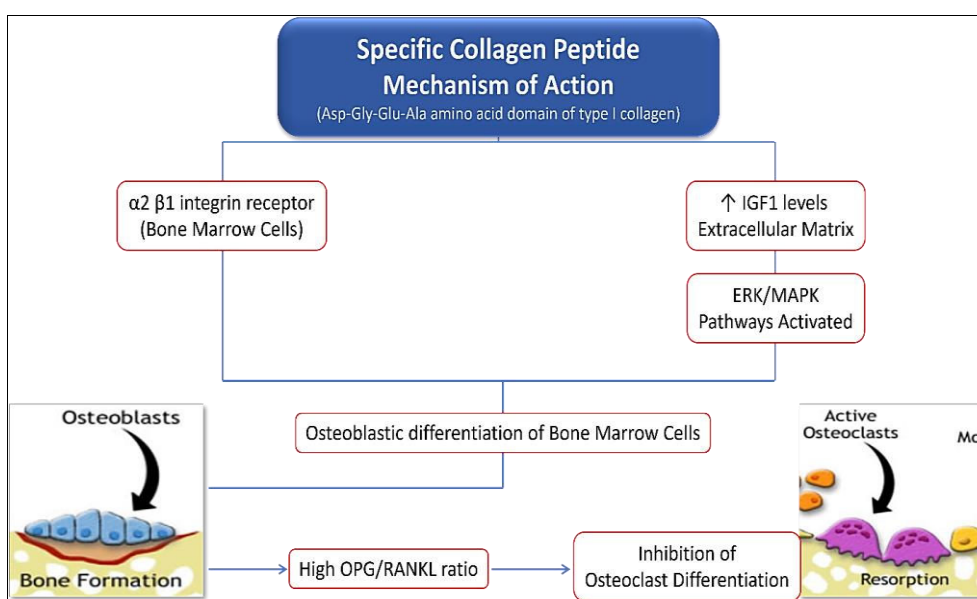 Specific Collagen Peptide
Mechanism of Action
(Asp-Gly-Glu-Ala amino acid domain of type I collagen)
α2 β1 integrin receptor
(Bone Marrow Cells)
↑ IGF1 levels
Extracellular Matrix
ERK/MAPK
Pathways Activated
Osteoblasts
Osteoblastic differentiation of Bone Marrow Cells
Active
Osteoclasts
Bone Formation
High OPG/RANKL ratio
Inhibition of
Osteoclast Differentiation
Resorption